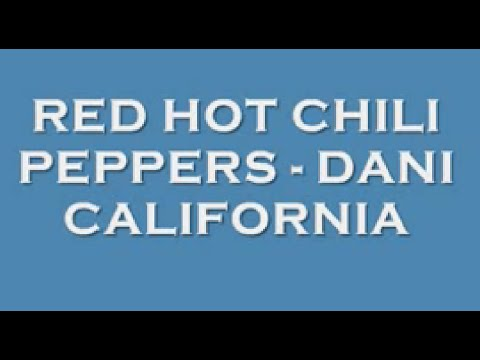 RED HOT CHILI
PEPPERS - DANI
CALIFORNIA